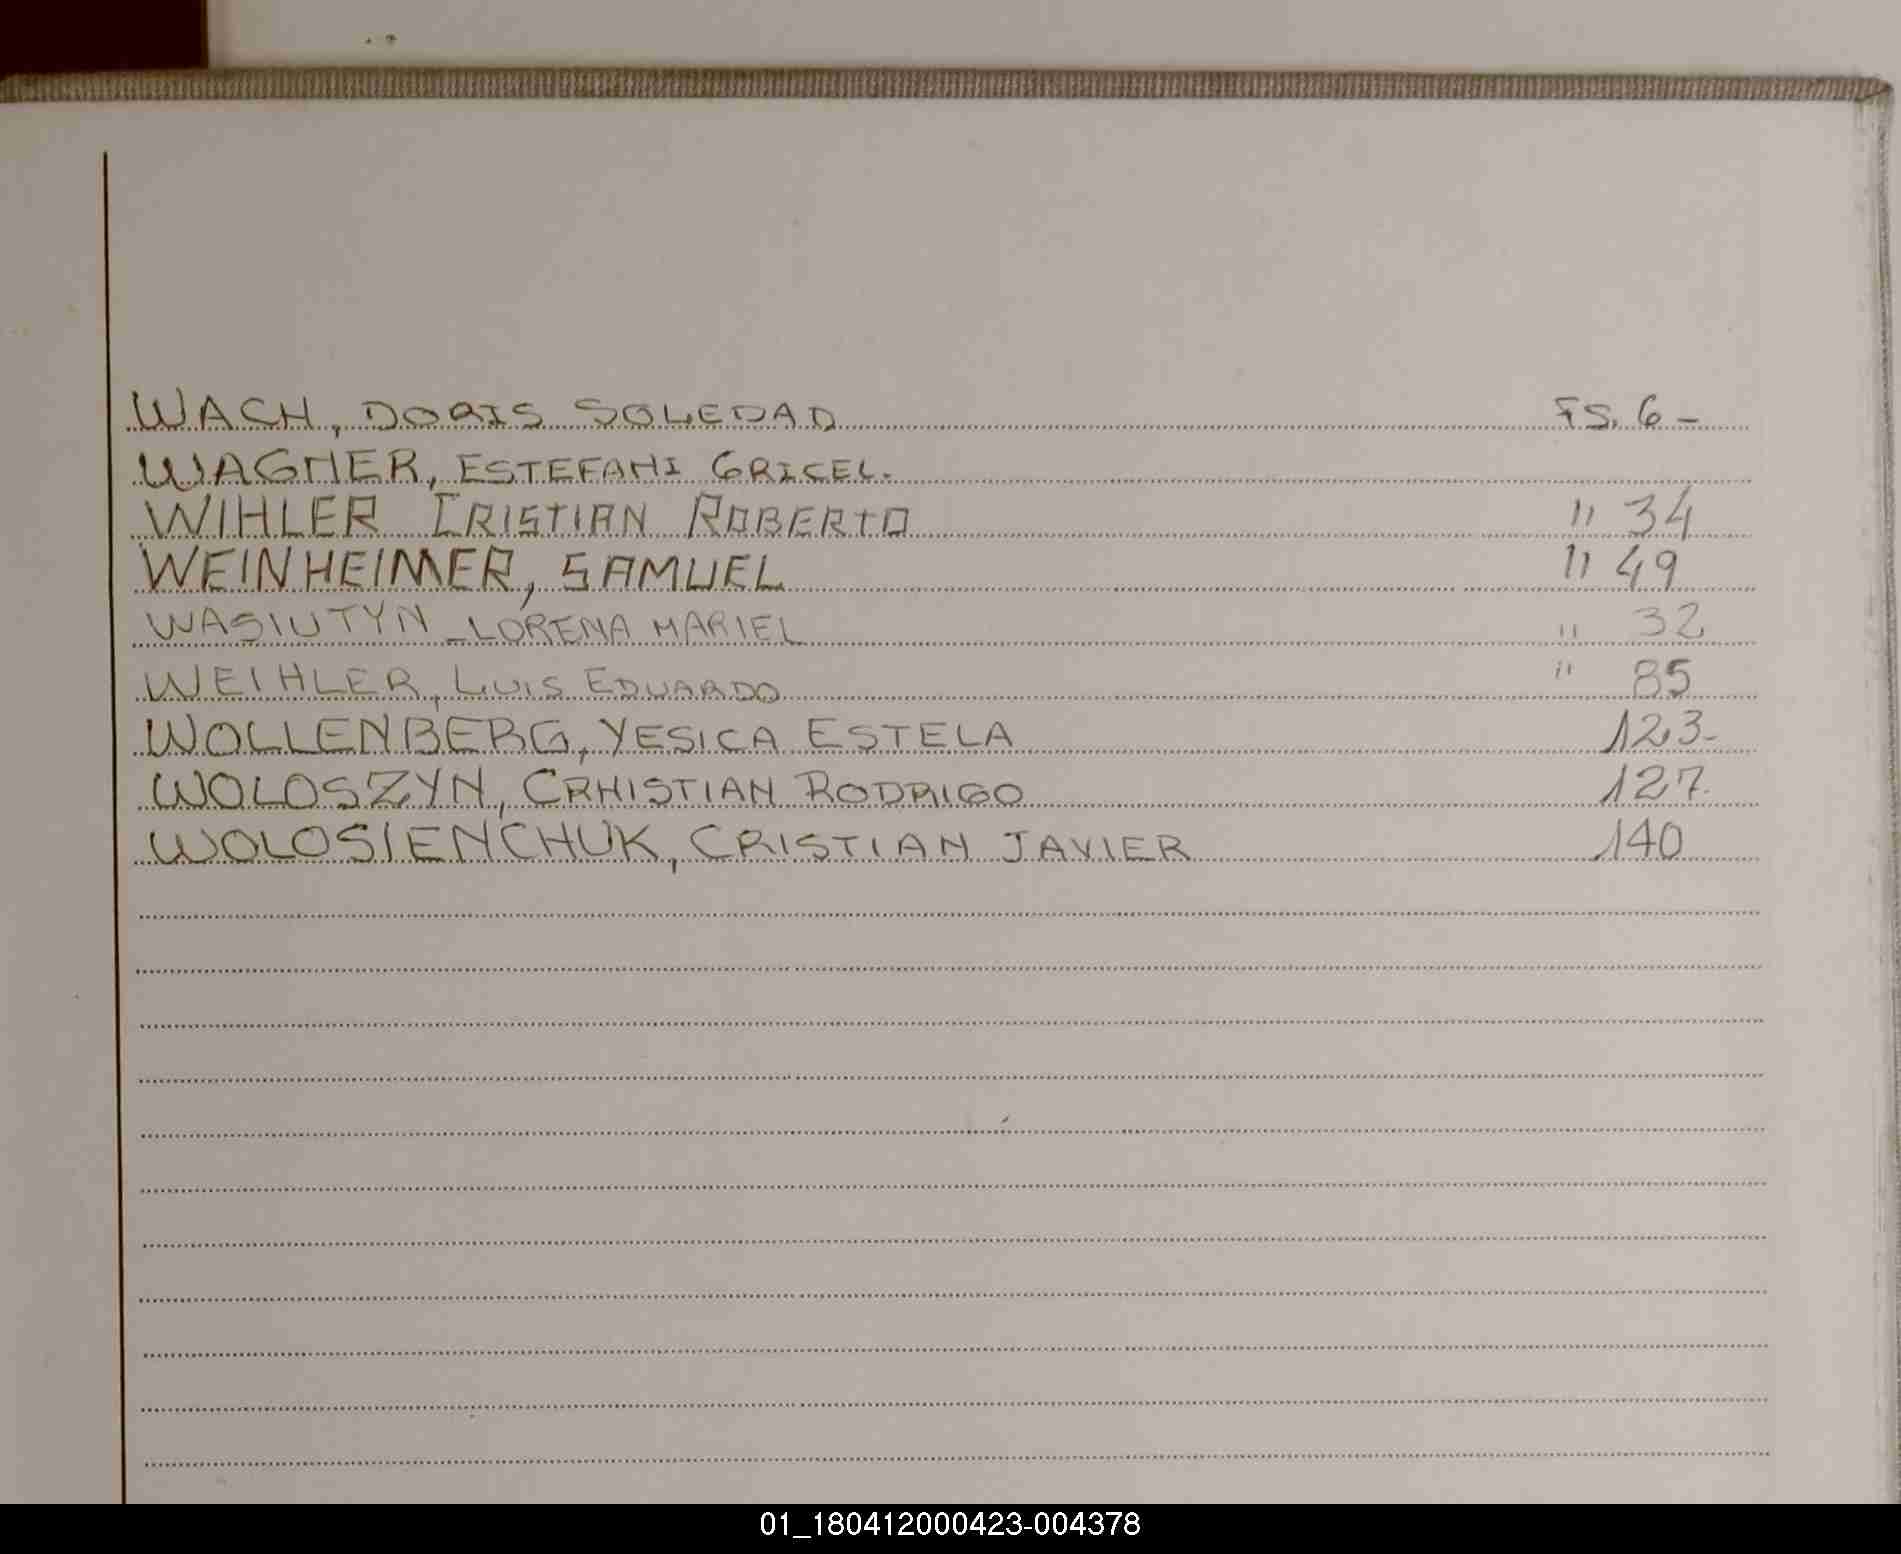 WACH, DORIS SOLEDAD FS. 6 -
WAGNER, ESTEFANI GRICEL.
WIHLER CRISTIAN ROBERTO " 34
WEINHEIMER, SAMUEL " 49
WASIUTYN - LORENA MARIEL " 32
WEIHLER, LUIS EDUARDO " 85
WOLLENBERG, YESICA ESTELA 123-
WOLOSZYN, CRHISTIAN RODRIGO 127.
WOLOSIENCHUK, CRISTIAN JAVIER 140
01_180412000423-004378